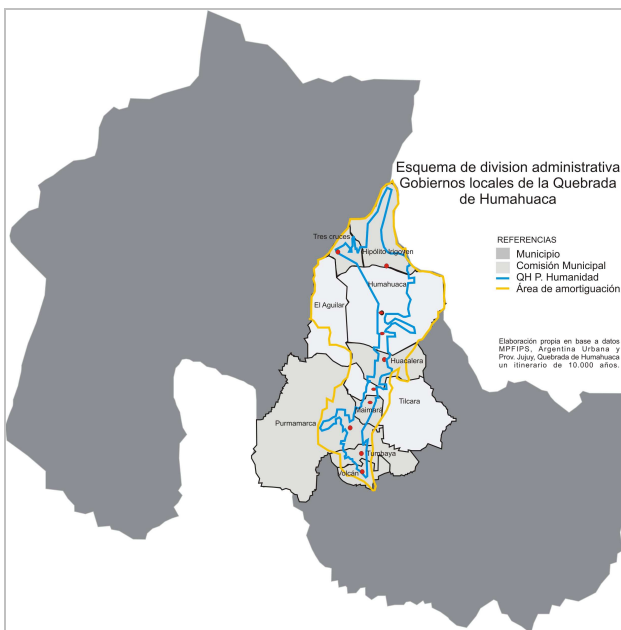 Esquema de division administrativa
Gobiernos locales de la Quebrada
de Humahuaca
REFERENCIAS
Municipio
Comisión Municipal
QH P. Humanidad
Área de amortiguación
Elaboración propia en base a datos
MPFIPS, Argentina Urbana y
Prov. Jujuy, Quebrada de Humahuaca
un itinerario de 10.000 años.
Tres cruces
Hipólito Irigoyen
Humahuaca
El Aguilar
Huacalera
Tilcara
Maimará
Purmamarca
Tumbaya
Volcán